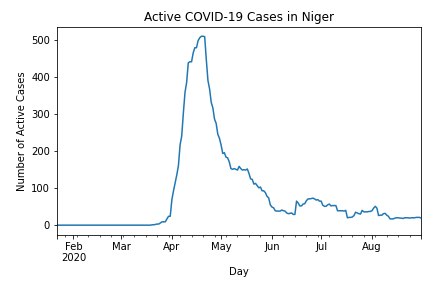 Active COVID-19 Cases in Niger
Number of Active Cases
500
400
300
200
100
0
Feb Mar Apr May Jun Jul Aug
2020
Day